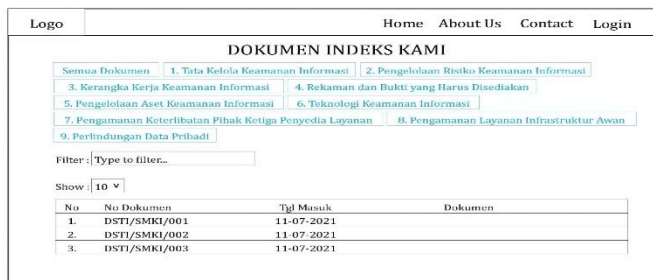 Logo Home About Us Contact Login
DOKUMEN INDEKS KAMI
Semua Dokumen 1. Tata Kelola Keamanan Informasi 2. Pengelolaan Risiko Keamanan Informasi
3. Kerangka Kerja Keamanan Informasi 4. Rekaman dan Bukti yang Harus Disediakan
5. Pengelolaan Aset Keamanan Informasi 6. Teknologi Keamanan Informasi
7. Pengamanan Keterlibatan Pihak Ketiga Penyedia Layanan 8. Pengamanan Layanan Infrastruktur Awan
9. Perlindungan Data Pribadi
Filter : Type to filter...
Show : 10
No No Dokumen Tgl Masuk Dokumen
1. DSTI/SMKI/001 11-07-2021
2. DSTI/SMKI/002 11-07-2021
3. DSTI/SMKI/003 11-07-2021